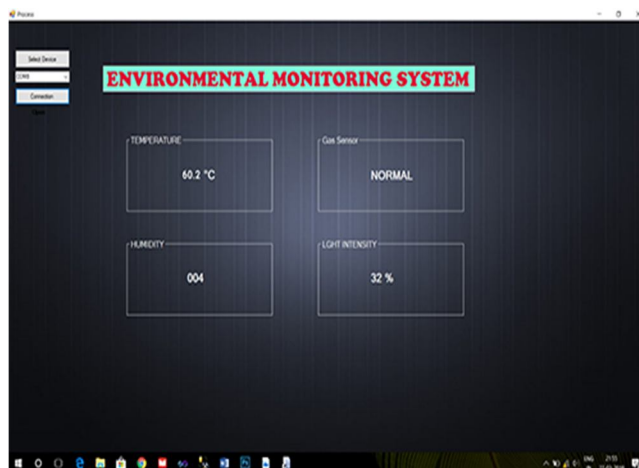 Process
Select Device
Connection
ENVIRONMENTAL MONITORING SYSTEM
TEMPERATURE
60.2 °C
Gas Sensor
NORMAL
HUMIDITY
004
LGHT INTENSITY
32 %
ENG
21:55